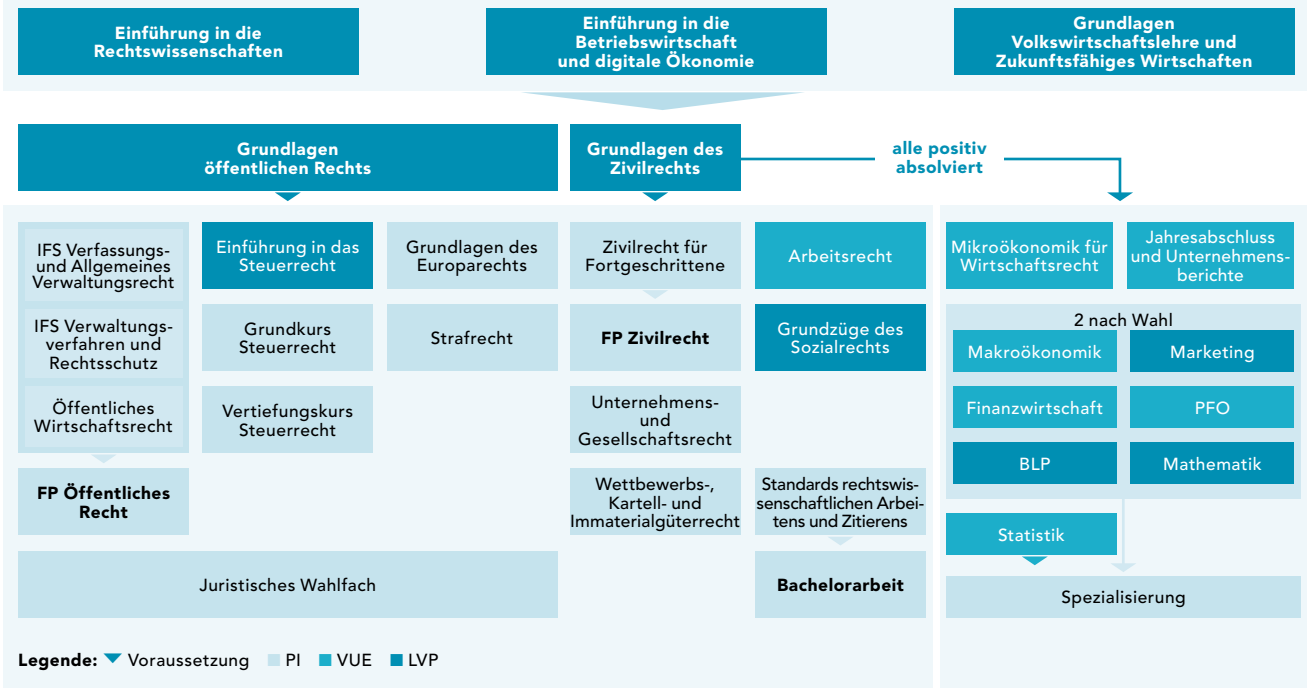 Einführung in die
Rechtswissenschaften
Einführung in die
Betriebswirtschaft
und digitale Ökonomie
Grundlagen
Volkswirtschaftslehre und
Zukunftsfähiges Wirtschaften
Grundlagen
öffentlichen Rechts
Grundlagen des
Zivilrechts
alle positiv
absolviert
IFS Verfassungs-
und Allgemeines
Verwaltungsrecht
Einführung in das
Steuerrecht
Grundlagen des
Europarechts
Zivilrecht für
Fortgeschrittene
Arbeitsrecht
Mikroökonomik für
Wirtschaftsrecht
Jahresabschluss
und Unternehmens-
berichte
IFS Verwaltungs-
verfahren und
Rechtsschutz
Grundkurs
Steuerrecht
Strafrecht
FP Zivilrecht
Grundzüge des
Sozialrechts
2 nach Wahl
Makroökonomik
Marketing
Öffentliches
Wirtschaftsrecht
Vertiefungskurs
Steuerrecht
Unternehmens-
und
Gesellschaftsrecht
Finanzwirtschaft
PFO
BLP
Mathematik
FP Öffentliches
Recht
Wettbewerbs-,
Kartell- und
Immaterialgüterrecht
Standards rechtswis-
senschaftlichen Arbei-
tens und Zitierens
Statistik
Juristisches Wahlfach
Bachelorarbeit
Spezialisierung
Legende: Voraussetzung PI VUE LVP